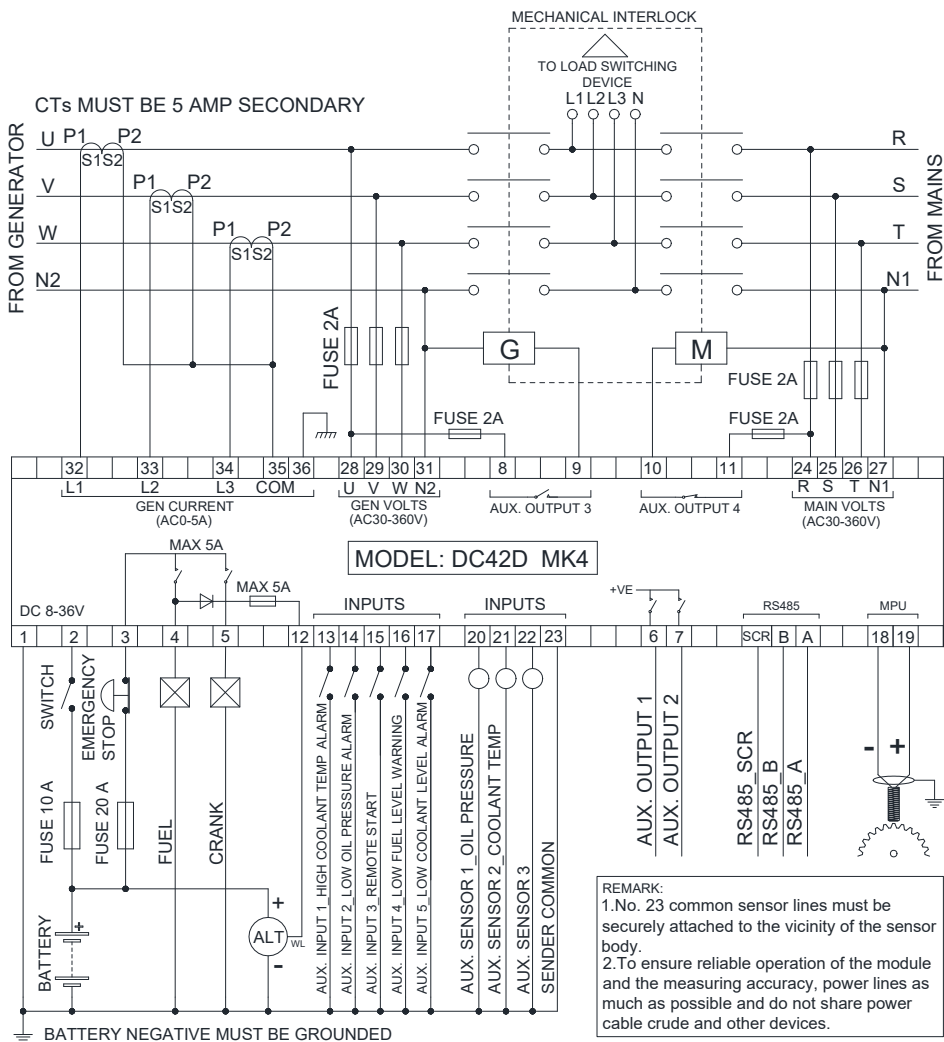 MECHANICAL INTERLOCK
TO LOAD SWITCHING
DEVICE
L1 L2 L3 N
CTs MUST BE 5 AMP SECONDARY
FROM GENERATOR
U P1 P2
S1 S2
V P1 P2
S1 S2
W P1 P2
S1 S2
N2
R
S
T
N1
FROM MAINS
FUSE 2A
G
M
FUSE 2A
FUSE 2A
FUSE 2A
32 33 34 35 36 28 29 30 31 8 9 10 11 24 25 26 27
L1 L2 L3 COM
GEN CURRENT
(AC0-5A)
U V W N2
GEN VOLTS
(AC30-360V)
AUX. OUTPUT 3
AUX. OUTPUT 4
R S T N1
MAIN VOLTS
(AC30-360V)
MODEL: DC42D MK4
MAX 5A
MAX 5A
DC 8-36V
INPUTS
INPUTS
+VE
RS485
MPU
1 2 3 4 5 12 13 14 15 16 17 20 21 22 23 6 7 SCR B A 18 19
SWITCH
EMERGENCY
STOP
FUSE 10 A
FUSE 20 A
FUEL
CRANK
BATTERY
+
-
ALT
WL
+
-
AUX. INPUT 1_HIGH COOLANT TEMP ALARM
AUX. INPUT 2_LOW OIL PRESSURE ALARM
AUX. INPUT 3_REMOTE START
AUX. INPUT 4_LOW FUEL LEVEL WARNING
AUX. INPUT 5_LOW COOLANT LEVEL ALARM
AUX. SENSOR 1_OIL PRESSURE
AUX. SENSOR 2_COOLANT TEMP
AUX. SENSOR 3
SENDER COMMON
AUX. OUTPUT 1
AUX. OUTPUT 2
RS485_SCR
RS485_B
RS485_A
- +
REMARK:
1.No. 23 common sensor lines must be
securely attached to the vicinity of the sensor
body.
2.To ensure reliable operation of the module
and the measuring accuracy, power lines as
much as possible and do not share power
cable crude and other devices.
BATTERY NEGATIVE MUST BE GROUNDED